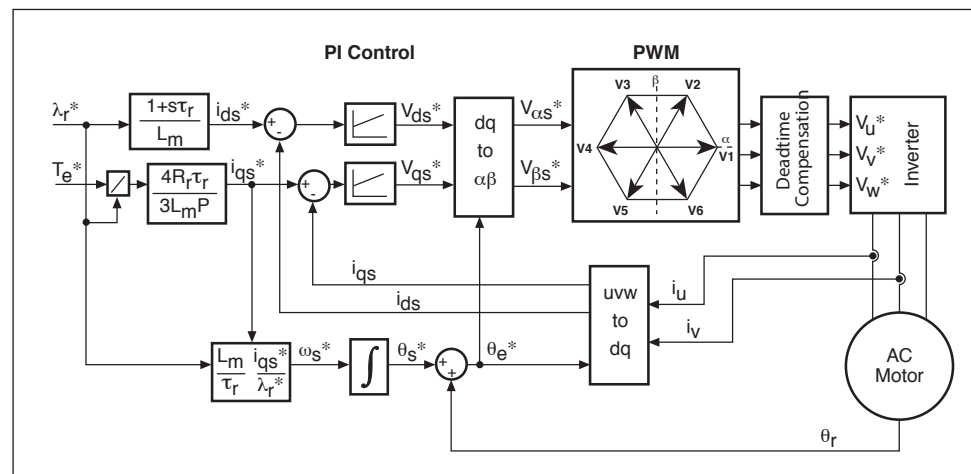 PI Control
PWM
λr*
1+sτr
Lm
ids*
+
-
Vds*
dq
to
αβ
Vαs*
β
V3
V2
V4
α
V1
V5
V6
Deadtime
Compensation
Vu*
Vv*
Vw*
Inverter
Te*
4Rrτr
3LmP
iqs*
+
-
Vqs*
Vβs*
iqs
ids
uvw
to
dq
iu
iv
Lm
τr
iqs*
λr*
ωs*
∫
θs*
+
+
θe*
AC
Motor
θr